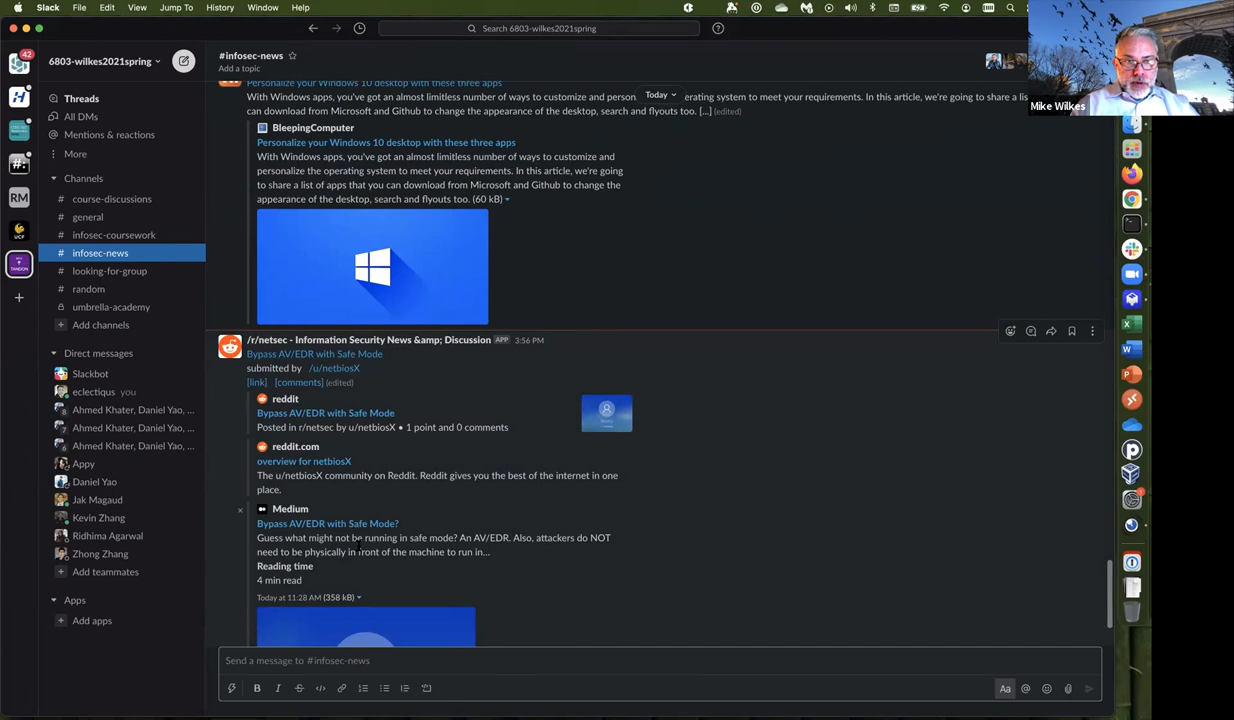 Slack File Edit View Jump To History Window Help
Search 6803-wilkes2021spring
42
6803-wilkes2021spring
#infosec-news
Add a topic
Threads
All DMs
Mentions & reactions
More
Channels
# course-discussions
# general
# infosec-coursework
# infosec-news
# looking-for-group
# random
umbrella-academy
Add channels
Direct messages
Slackbot
eclectiqus you
8 Ahmed Khater, Daniel Yao, ...
7 Ahmed Khater, Daniel Yao, ...
6 Ahmed Khater, Daniel Yao, ...
Appy
Daniel Yao
Jak Magaud
Kevin Zhang
Ridhima Agarwal
Zhong Zhang
Add teammates
Apps
Add apps
RM
UCF
TANDON
Personalize your Windows 10 desktop with these three apps
Today
With Windows apps, you've got an almost limitless number of ways to customize and person erating system to meet your requirements. In this article, we're going to share a list
from Microsoft and Github to change the appearance of the desktop, search and flyouts too. [...] (edited)
BleepingComputer
Personalize your Windows 10 desktop with these three apps
With Windows apps, you've got an almost limitless number of ways to customize and
personalize the operating system to meet your requirements. In this article, we're going
to share a list of apps that you can download from Microsoft and Github to change the
appearance of the desktop, search and flyouts too. (60 kB)
/r/netsec - Information Security News &amp; Discussion APP 3:56 PM
Bypass AV/EDR with Safe Mode
submitted by /u/netbiosX
[link] [comments] (edited)
reddit
Bypass AV/EDR with Safe Mode
Posted in r/netsec by u/netbiosX • 1 point and 0 comments
reddit.com
overview for netbiosX
The u/netbiosX community on Reddit. Reddit gives you the best of the internet in one
place.
Medium
Bypass AV/EDR with Safe Mode?
Guess what might not be running in safe mode? An AV/EDR. Also, attackers do NOT
need to be physically in front of the machine to run in...
Reading time
4 min read
Today at 11:28 AM (358 kB)
Send a message to #infosec-news
B I
Aa @
Mike Wilkes